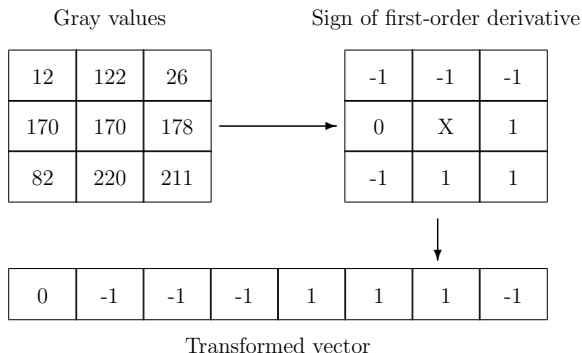 Gray values Sign of first-order derivative
12 122 26 -1 -1 -1
170 170 178 0 X 1
82 220 211 -1 1 1
0 -1 -1 -1 1 1 1 -1
Transformed vector